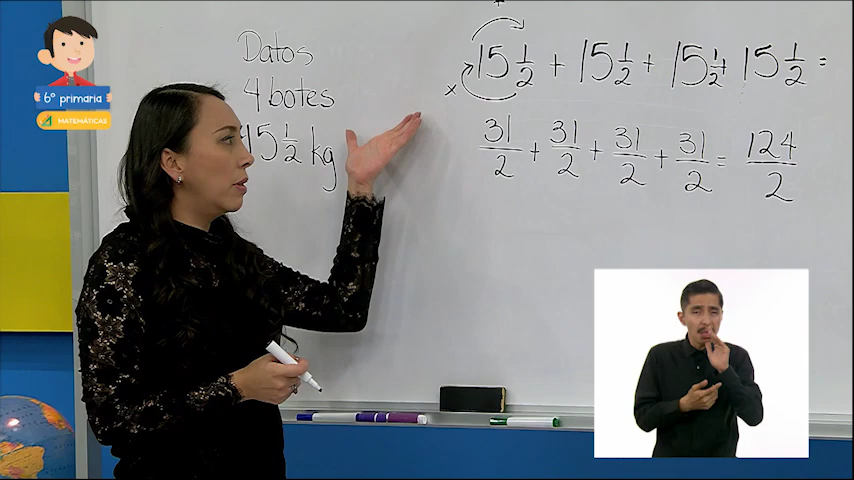 6º primaria
MATEMÁTICAS
Datos
4 botes
15 1/2 kg
+
x
15 1/2 + 15 1/2 + 15 1/2 + 15 1/2 =
31/2 + 31/2 + 31/2 + 31/2 = 124/2